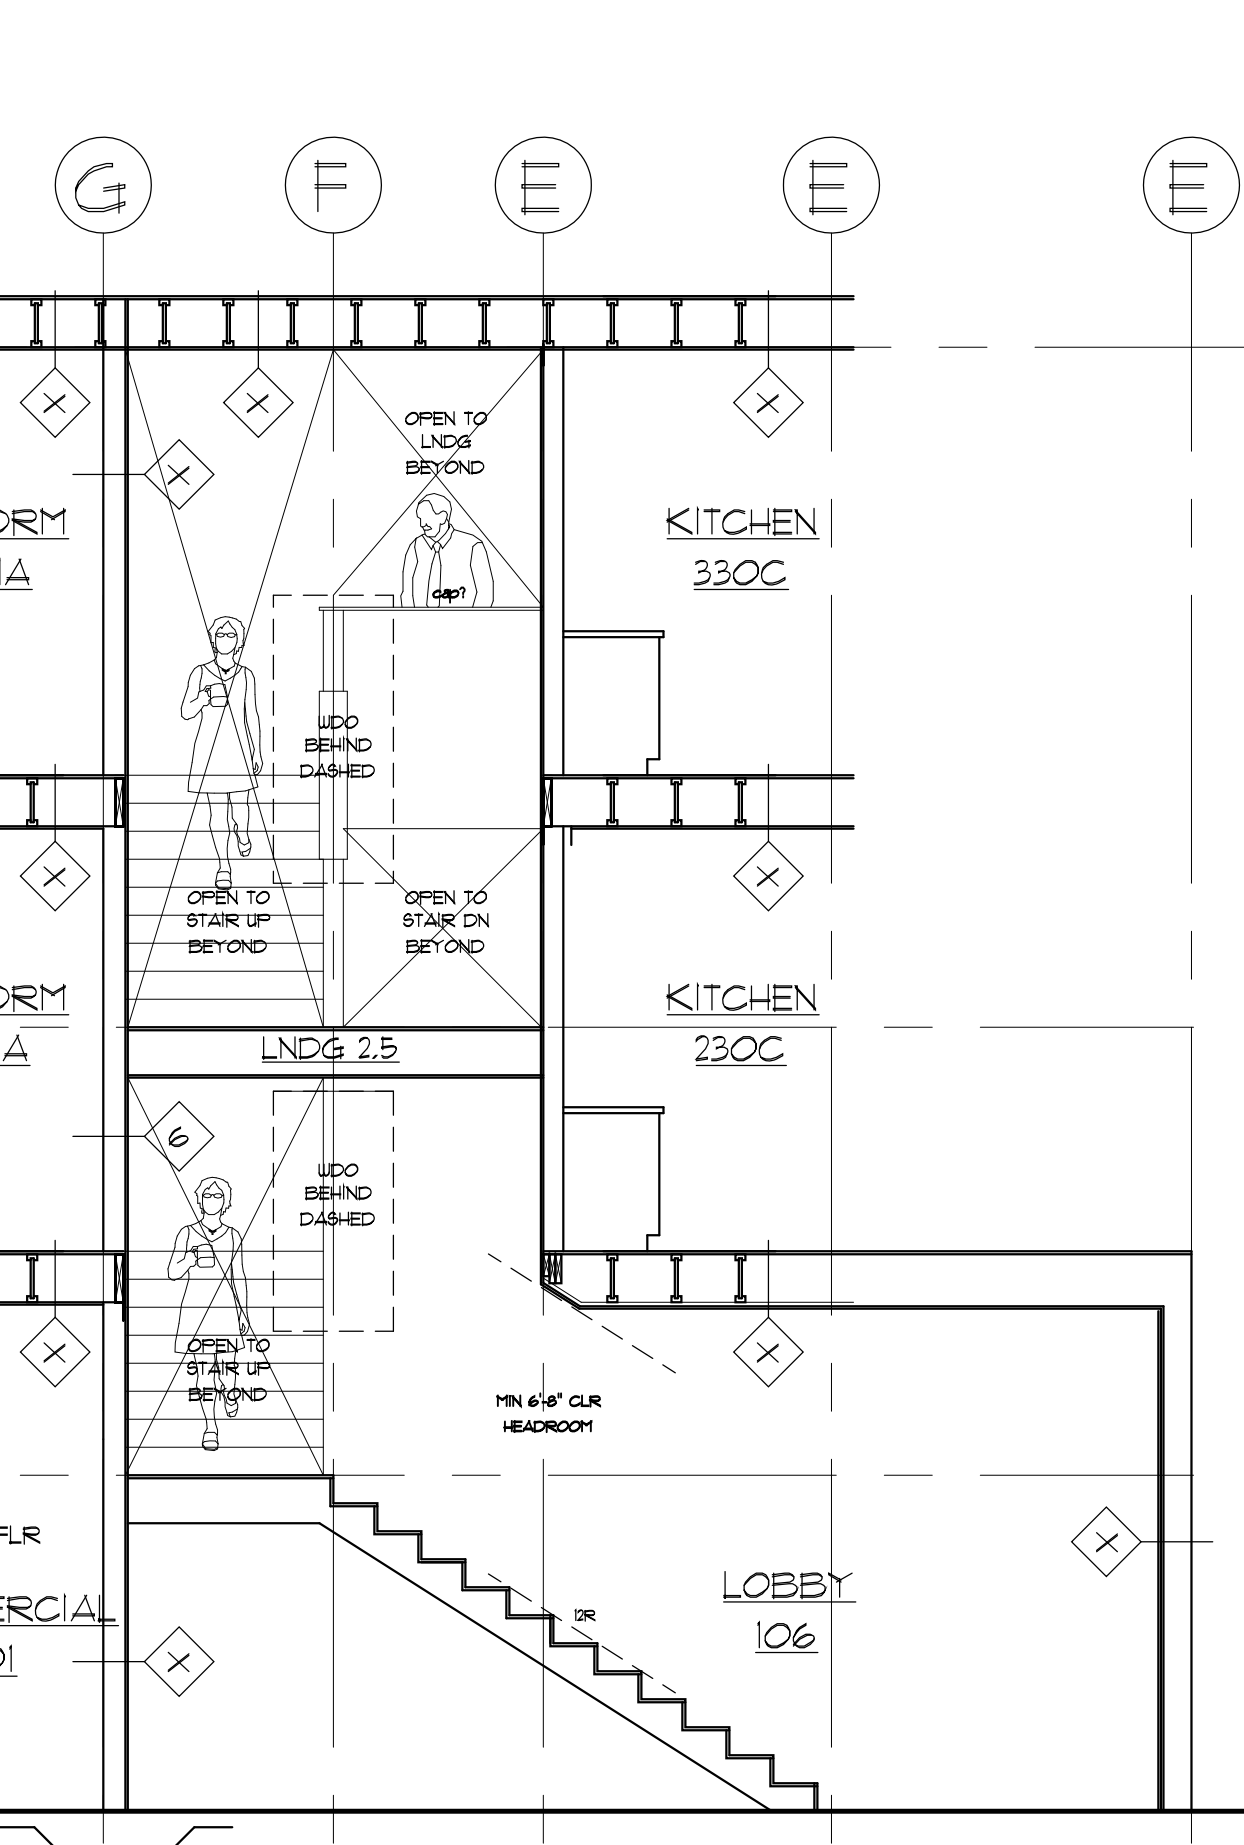 G F E E E
X X X
OPEN TO
LNDG
BEYOND
X
ORM
KITCHEN
330C
cap?
WDO
BEHIND
DASHED
X X
OPEN TO
STAIR UP
BEYOND
OPEN TO
STAIR DN
BEYOND
ORM
A
KITCHEN
230C
LNDG 2.5
6
WDO
BEHIND
DASHED
X X
OPEN TO
STAIR UP
BEYOND
MIN 6'-8" CLR
HEADROOM
FLR
X
ERCIAL
01
12R
LOBBY
106
X